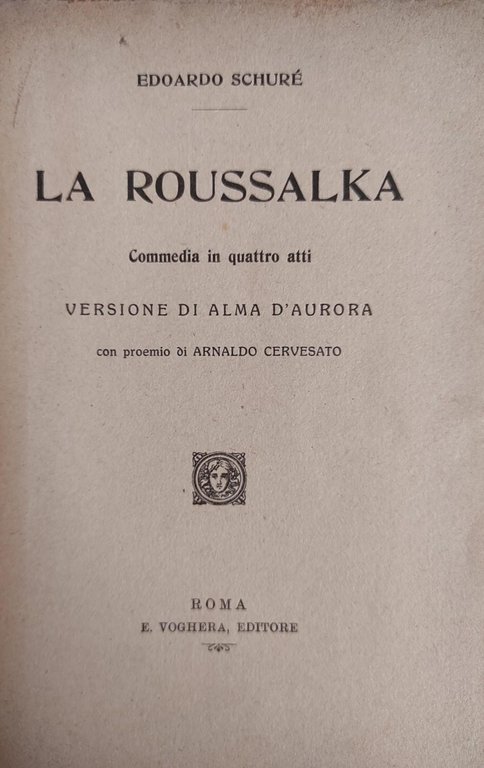 EDOARDO SCHURÉ
LA ROUSSALKA
Commedia in quattro atti
VERSIONE DI ALMA D'AURORA
con proemio di ARNALDO CERVESATO
ROMA
E. VOGHERA, EDITORE